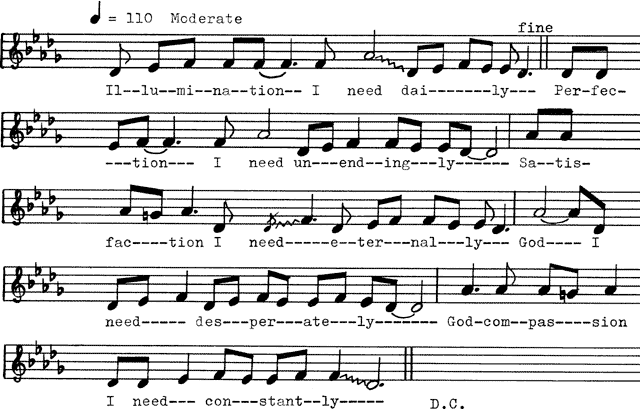 ♩ = 110 Moderate
fine
Il--lu--mi--na--tion-- I need dai------ly-- Per-fec-
---tion--- I need un--end--ing--ly------ Sa--tis-
fac----tion I need-----e--ter--nal--ly-- God---- I
need----- des---per--ate--ly------- God-com--pas---sion
I need--- con--stant--ly-----
D.C.